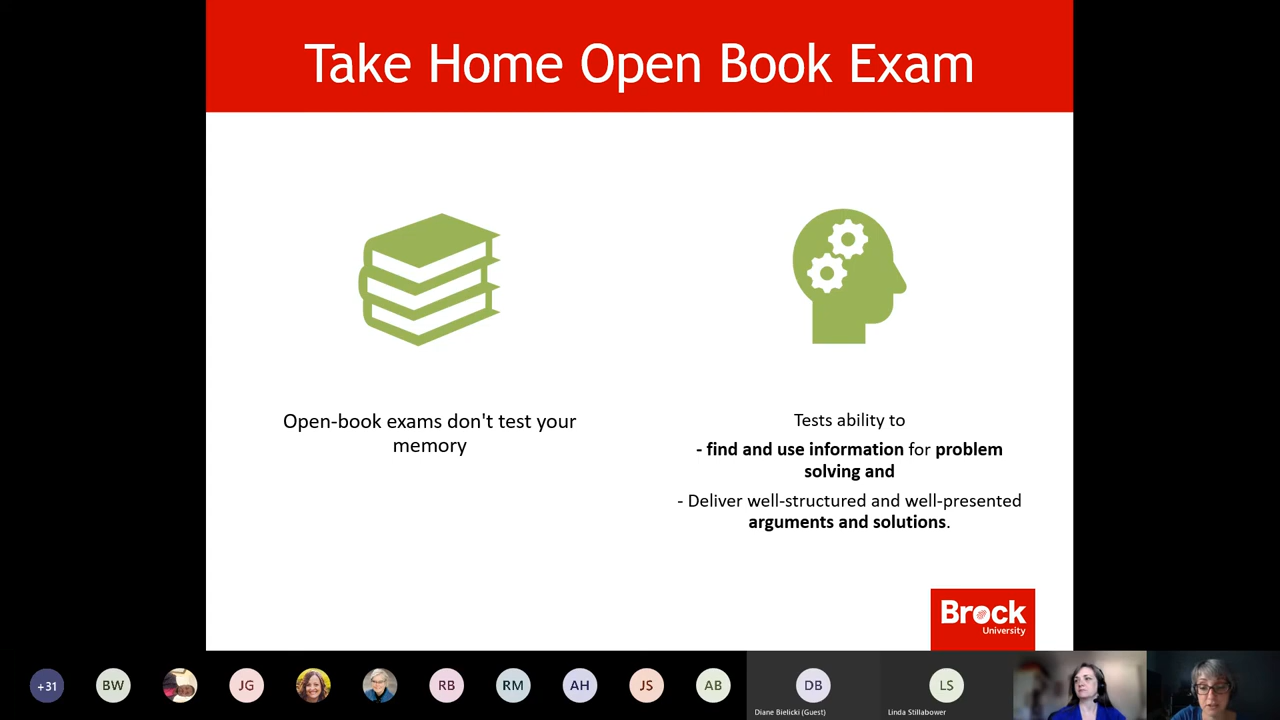 Take Home Open Book Exam
Open-book exams don't test your
memory
Tests ability to
- find and use information for problem
solving and
- Deliver well-structured and well-presented
arguments and solutions.
Brock
University
+31
BW
JG
RB
RM
AH
JS
AB
DB
LS
Diane Bielicki (Guest)
Linda Stillabower